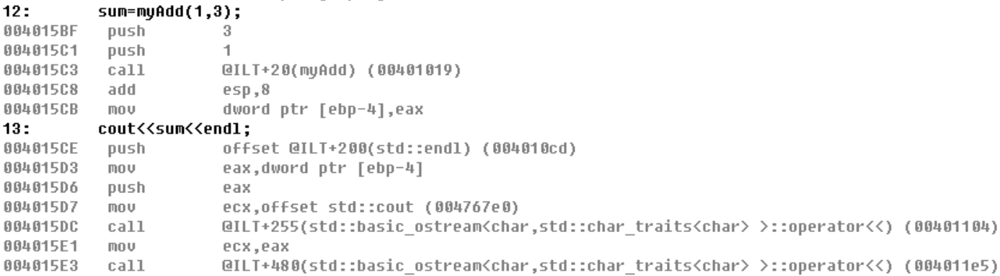 12:        sum=myAdd(1,3);
004015BF   push        3
004015C1   push        1
004015C3   call        @ILT+20(myAdd) (00401019)
004015C8   add         esp,8
004015CB   mov         dword ptr [ebp-4],eax
13:        cout<<sum<<endl;
004015CE   push        offset @ILT+200(std::endl) (004010cd)
004015D3   mov         eax,dword ptr [ebp-4]
004015D6   push        eax
004015D7   mov         ecx,offset std::cout (004767e0)
004015DC   call        @ILT+255(std::basic_ostream<char,std::char_traits<char> >::operator<<) (00401104)
004015E1   mov         ecx,eax
004015E3   call        @ILT+480(std::basic_ostream<char,std::char_traits<char> >::operator<<) (004011e5)